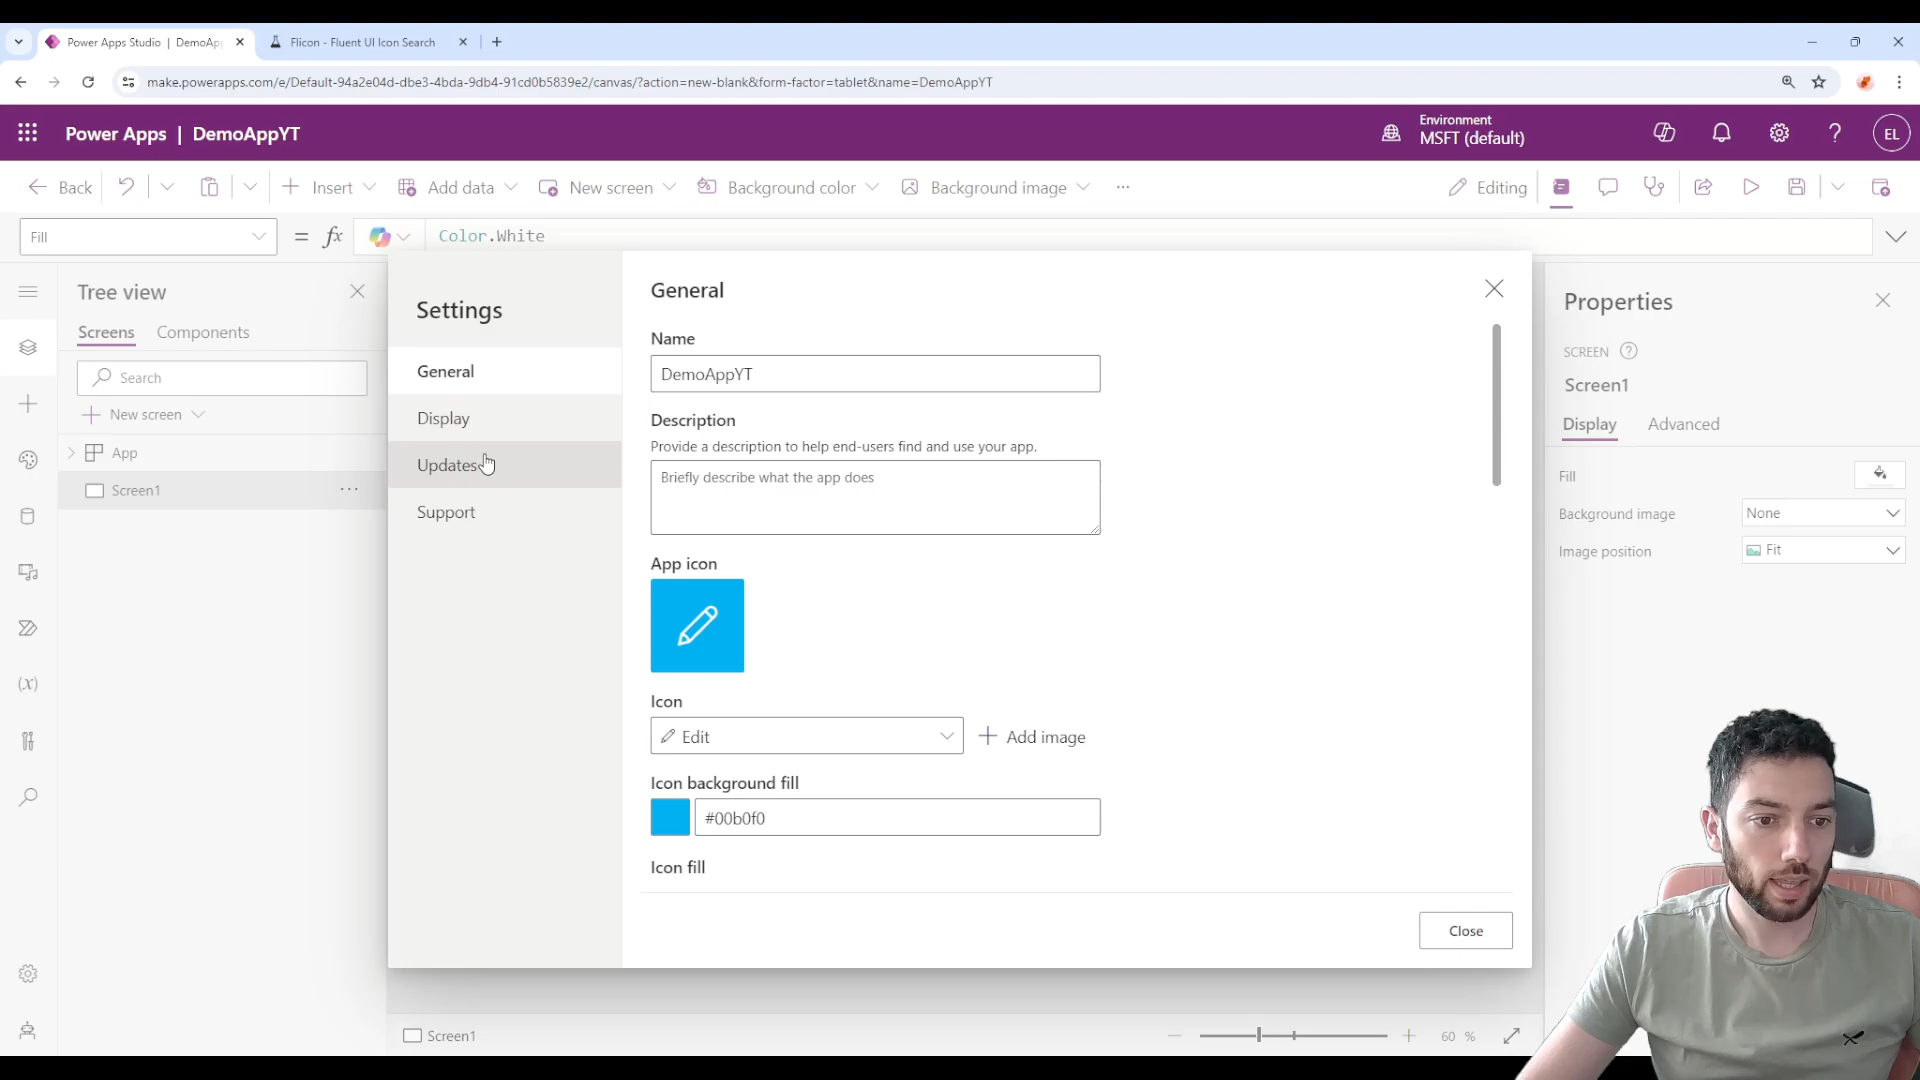 Power Apps Studio | DemoApp
Flicon - Fluent UI Icon Search
make.powerapps.com/e/Default-94a2e04d-dbe3-4bda-9db4-91cd0b5839e2/canvas/?action=new-blank&form-factor=tablet&name=DemoAppYT
Power Apps | DemoAppYT
Environment
MSFT (default)
EL
Back
Insert
Add data
New screen
Background color
Background image
...
Editing
Fill
= fx
Color.White
Tree view
Screens
Components
Search
New screen
App
Screen1
...
(x)
Settings
General
Display
Updates
Support
General
Name
DemoAppYT
Description
Provide a description to help end-users find and use your app.
Briefly describe what the app does
App icon
Icon
Edit
Add image
Icon background fill
#00b0f0
Icon fill
Close
Properties
SCREEN ?
Screen1
Display
Advanced
Fill
Background image
None
Image position
Fit
Screen1
60 %